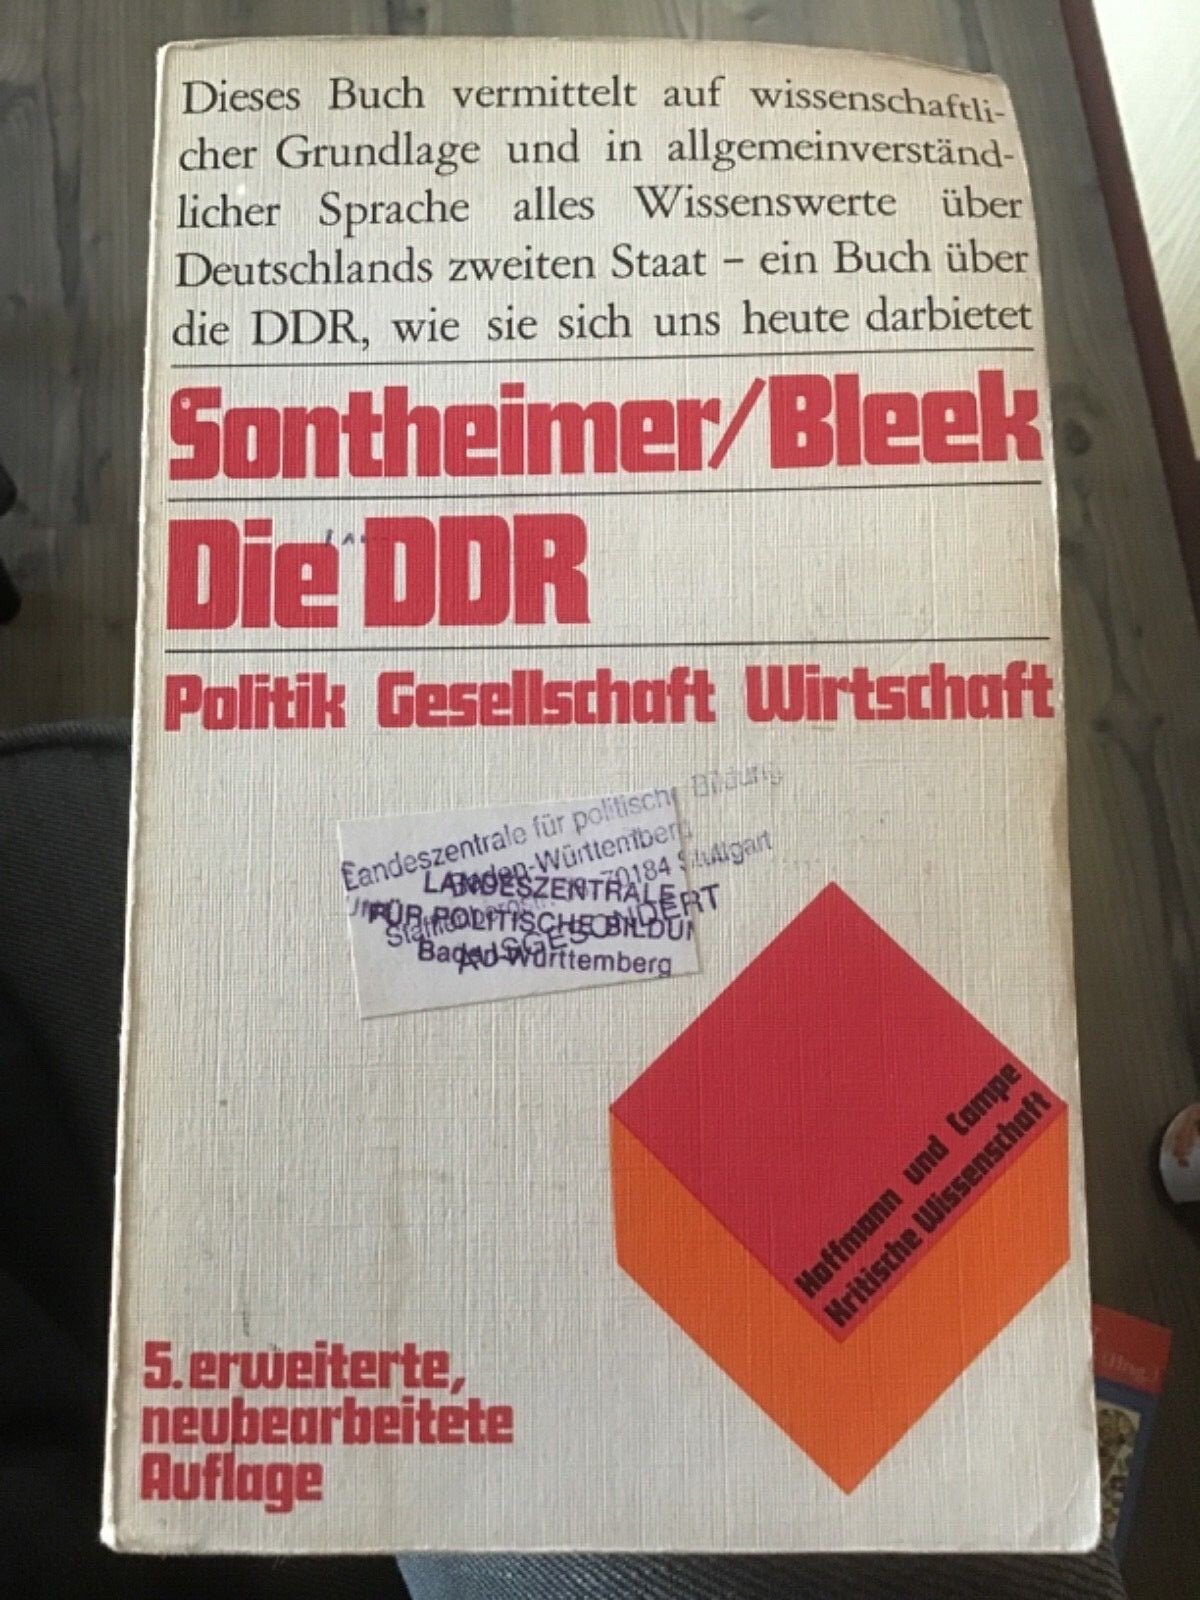 Dieses Buch vermittelt auf wissenschaftli-
cher Grundlage und in allgemeinverständ-
licher Sprache alles Wissenswerte über
Deutschlands zweiten Staat – ein Buch über
die DDR, wie sie sich uns heute darbietet
Sontheimer/Bleek
Die DDR
Politik Gesellschaft Wirtschaft
Landeszentrale für politische Bildung
Baden-Württemberg
70184 Stuttgart
LANDESZENTRALE
FÜR POLITISCHE BILDUN
Baden-Württemberg
AUSGESONDERT
Hoffmann und Campe
Kritische Wissenschaft
5. erweiterte,
neubearbeitete
Auflage
(Hng.)